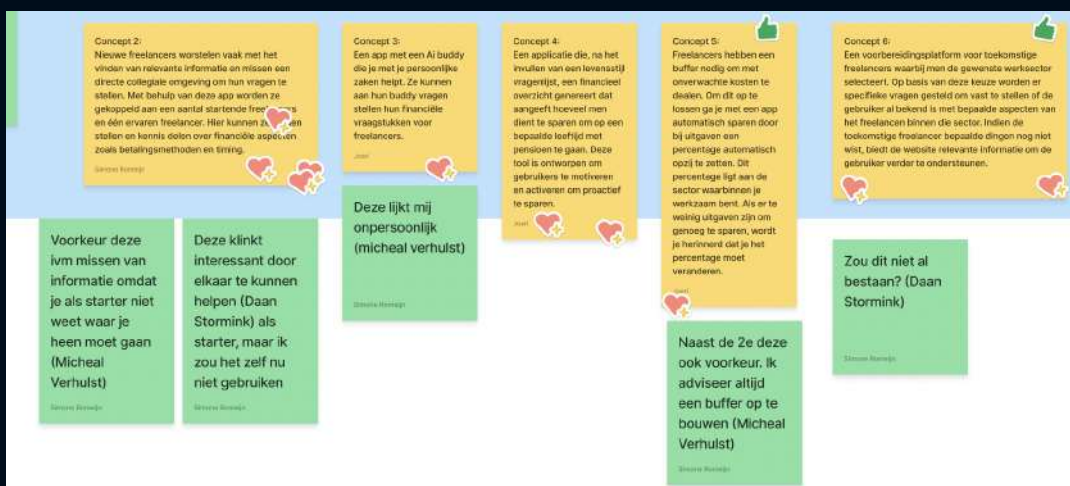 Concept 2:
Nieuwe freelancers worstelen vaak met het
vinden van relevante informatie en missen een
directe collegiale omgeving om hun vragen te
stellen. Met behulp van deze app worden ze
gekoppeld aan een aantal startende
en één ervaren freelancer. Hier kunnen
stellen en kennis delen over financiële
zoals betalingsmethoden en timing.
Simone Romeijn
Concept 3:
Een app met een Ai buddy
die je met je persoonlijke
zaken helpt. Ze kunnen
aan hun buddy vragen
stellen hun financiële
vraagstukken voor
freelancers.
Concept 4:
Een applicatie die, na het
invullen van een levensstijl
vragenlijst, een financieel
overzicht genereert dat
aangeeft hoeveel men
dient te sparen om op een
bepaalde leeftijd met
pensioen te gaan. Deze
tool is ontworpen om
gebruikers te motiveren
en activeren om proactief
te sparen.
Concept 5:
Freelancers hebben een
buffer nodig om met
onverwachte kosten te
dealen. Om dit op te
lossen ga je met een app
automatisch sparen door
bij uitgaven een
percentage automatisch
opzij te zetten. Dit
percentage ligt aan de
sector waarbinnen je
werkzaam bent. Als er te
weinig uitgaven zijn om
genoeg te sparen, wordt
je herinnerd dat je het
percentage moet
veranderen.
Concept 6:
Een voorbereidingsplatform voor toekomstige
freelancers waarbij men de gewenste werksector
selecteert. Op basis van deze keuze worden er
specifieke vragen gesteld om vast te stellen of de
gebruiker al bekend is met bepaalde aspecten van
het freelancen binnen die sector. Indien de
toekomstige freelancer bepaalde dingen nog niet
wist, biedt de website relevante informatie om de
gebruiker verder te ondersteunen.
Voorkeur deze
ivm missen van
informatie omdat
je als starter niet
weet waar je
heen moet gaan
(Micheal
Verhulst)
Simone Romeijn
Deze klinkt
interessant door
elkaar te kunnen
helpen (Daan
Stormink) als
starter, maar ik
zou het zelf nu
niet gebruiken
Simone Romeijn
Deze lijkt mij
onpersoonlijk
(micheal verhulst)
Simone Romeijn
Naast de 2e deze
ook voorkeur. Ik
adviseer altijd
een buffer op te
bouwen (Micheal
Verhulst)
Simone Romeijn
Zou dit niet al
bestaan? (Daan
Stormink)
Simone Romeijn